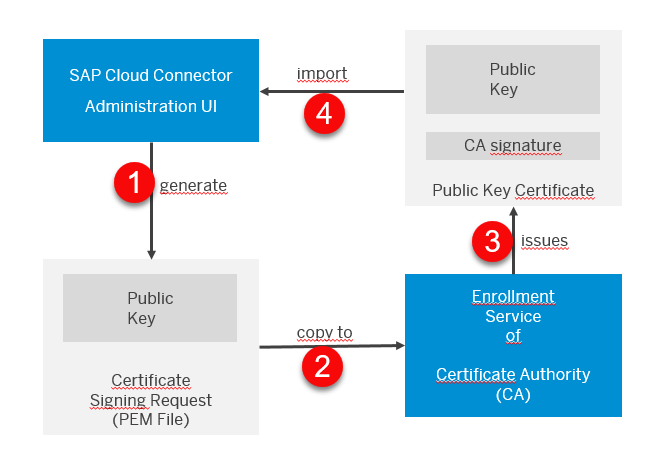 SAP Cloud Connector
Administration UI
import
4
Public
Key
CA signature
Public Key Certificate
1
generate
3
issues
Public
Key
Certificate
Signing Request
(PEM File)
copy to
2
Enrollment
Service
of
Certificate Authority
(CA)